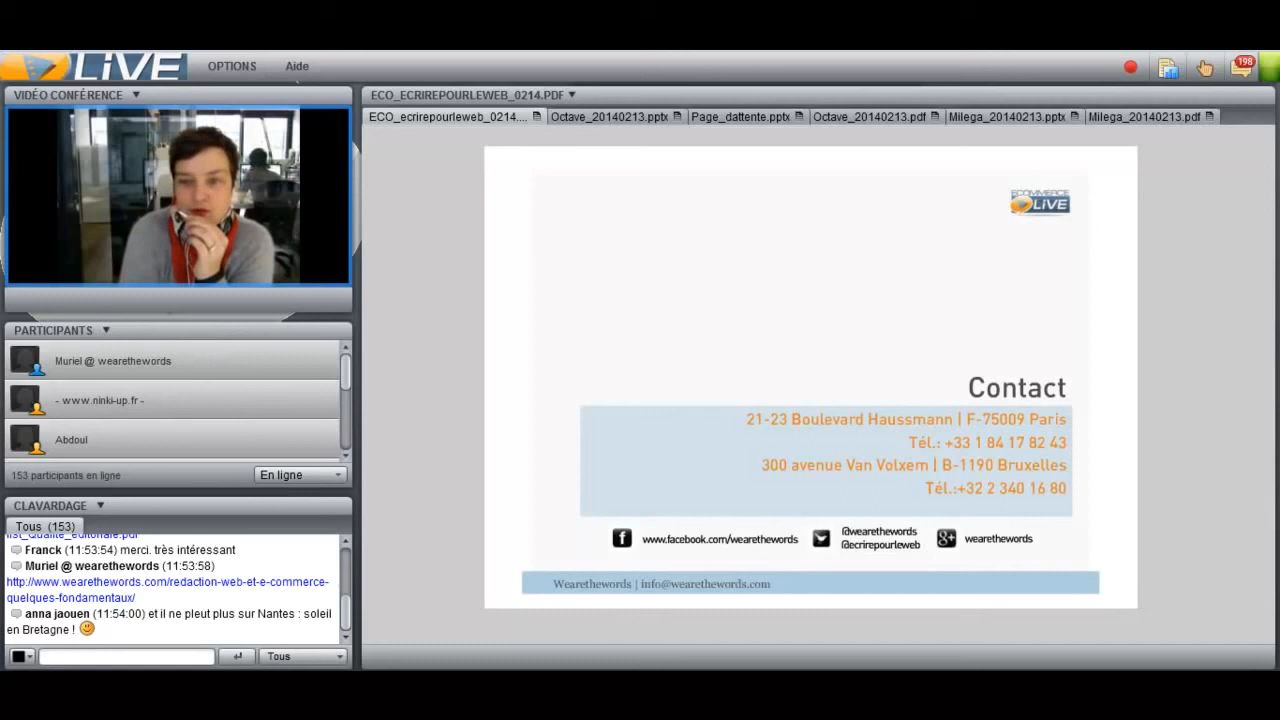 LiVE
OPTIONS
Aide
198
VIDÉO CONFÉRENCE
ECO_ECRIREPOURLEWEB_0214.PDF
ECO_ecrirepourleweb_0214....
Octave_20140213.pptx
Page_dattente.pptx
Octave_20140213.pdf
Milega_20140213.pptx
Milega_20140213.pdf
ECOMMERCE
LiVE
Contact
21-23 Boulevard Haussmann | F-75009 Paris
Tél.: +33 1 84 17 82 43
300 avenue Van Volxem | B-1190 Bruxelles
Tél.:+32 2 340 16 80
www.facebook.com/wearethewords
@wearethewords
@ecrirepourleweb
wearethewords
Wearethewords | info@wearethewords.com
PARTICIPANTS
Muriel @ wearethewords
- www.ninki-up.fr -
Abdoul
153 participants en ligne
En ligne
CLAVARDAGE
Tous (153)
list_Qualite_editoriale.pdf
Franck (11:53:54) merci. très intéressant
Muriel @ wearethewords (11:53:58)
http://www.wearethewords.com/redaction-web-et-e-commerce-
quelques-fondamentaux/
anna jaouen (11:54:00) et il ne pleut plus sur Nantes : soleil
en Bretagne !
Tous